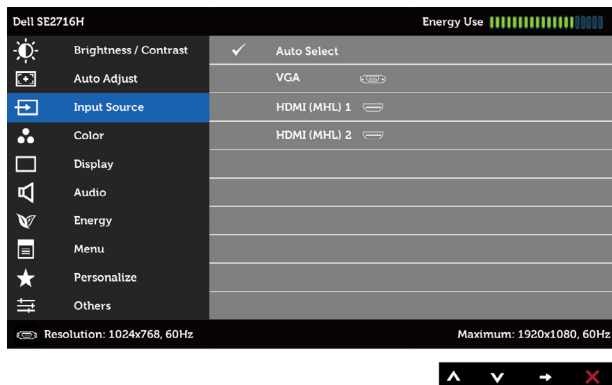 Dell SE2716H Energy Use
Brightness / Contrast Auto Select
Auto Adjust VGA
Input Source HDMI (MHL) 1
Color HDMI (MHL) 2
Display
Audio
Energy
Menu
Personalize
Others
Resolution: 1024x768, 60Hz Maximum: 1920x1080, 60Hz